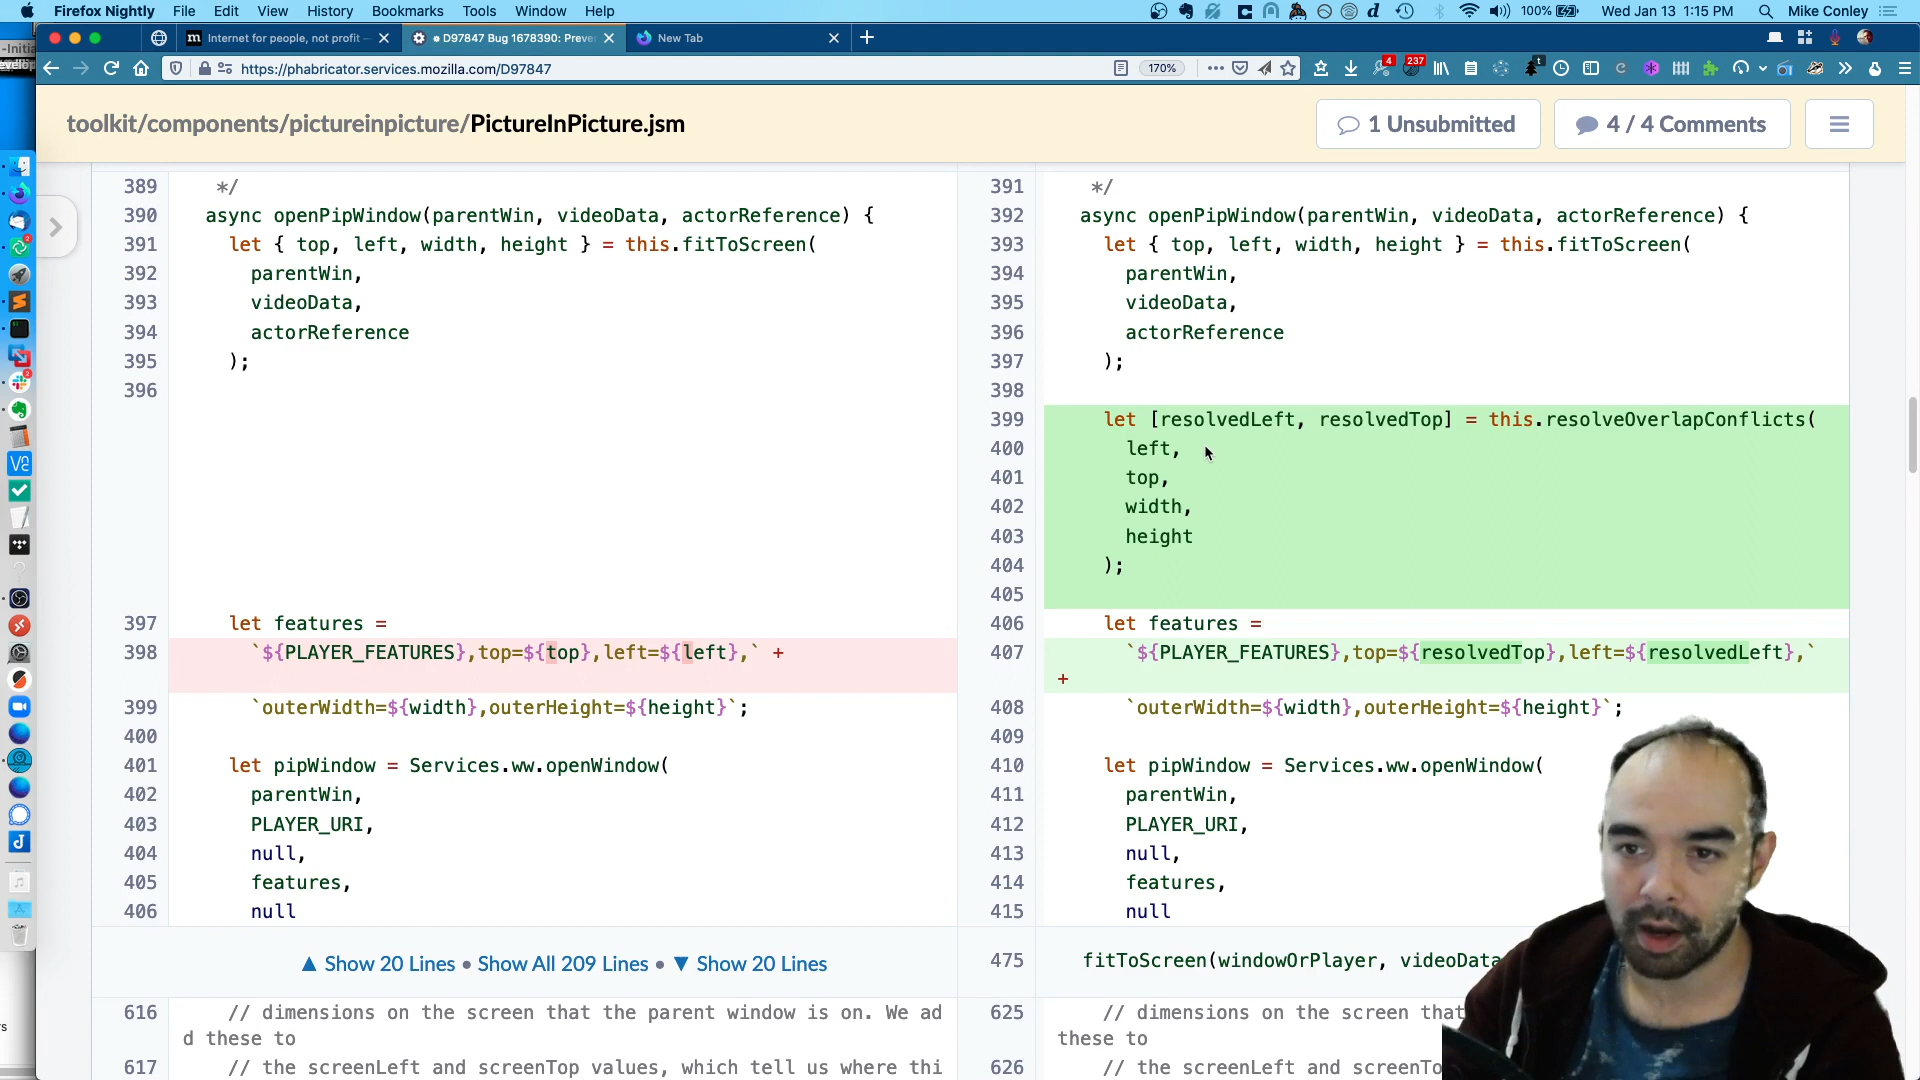 Firefox Nightly File Edit View History Bookmarks Tools Window Help
100% Wed Jan 13 1:15 PM Mike Conley
Internet for people, not profit — D97847 Bug 1678390: Preve New Tab
https://phabricator.services.mozilla.com/D97847 170% 4 237
toolkit/components/pictureinpicture/PictureInPicture.jsm 1 Unsubmitted 4 / 4 Comments
389 */
390 async openPipWindow(parentWin, videoData, actorReference) {
391 let { top, left, width, height } = this.fitToScreen(
392 parentWin,
393 videoData,
394 actorReference
395 );
396
397 let features =
398 `${PLAYER_FEATURES},top=${top},left=${left},` +
399 `outerWidth=${width},outerHeight=${height}`;
400
401 let pipWindow = Services.ww.openWindow(
402 parentWin,
403 PLAYER_URI,
404 null,
405 features,
406 null
▲ Show 20 Lines • Show All 209 Lines • ▼ Show 20 Lines
616 // dimensions on the screen that the parent window is on. We ad
d these to
617 // the screenLeft and screenTop values, which tell us where thi
391 */
392 async openPipWindow(parentWin, videoData, actorReference) {
393 let { top, left, width, height } = this.fitToScreen(
394 parentWin,
395 videoData,
396 actorReference
397 );
398
399 let [resolvedLeft, resolvedTop] = this.resolveOverlapConflicts(
400 left,
401 top,
402 width,
403 height
404 );
405
406 let features =
407 `${PLAYER_FEATURES},top=${resolvedTop},left=${resolvedLeft},`
+
408 `outerWidth=${width},outerHeight=${height}`;
409
410 let pipWindow = Services.ww.openWindow(
411 parentWin,
412 PLAYER_URI,
413 null,
414 features,
415 null
475 fitToScreen(windowOrPlayer, videoData
625 // dimensions on the screen that
these to
626 // the screenLeft and screenTo